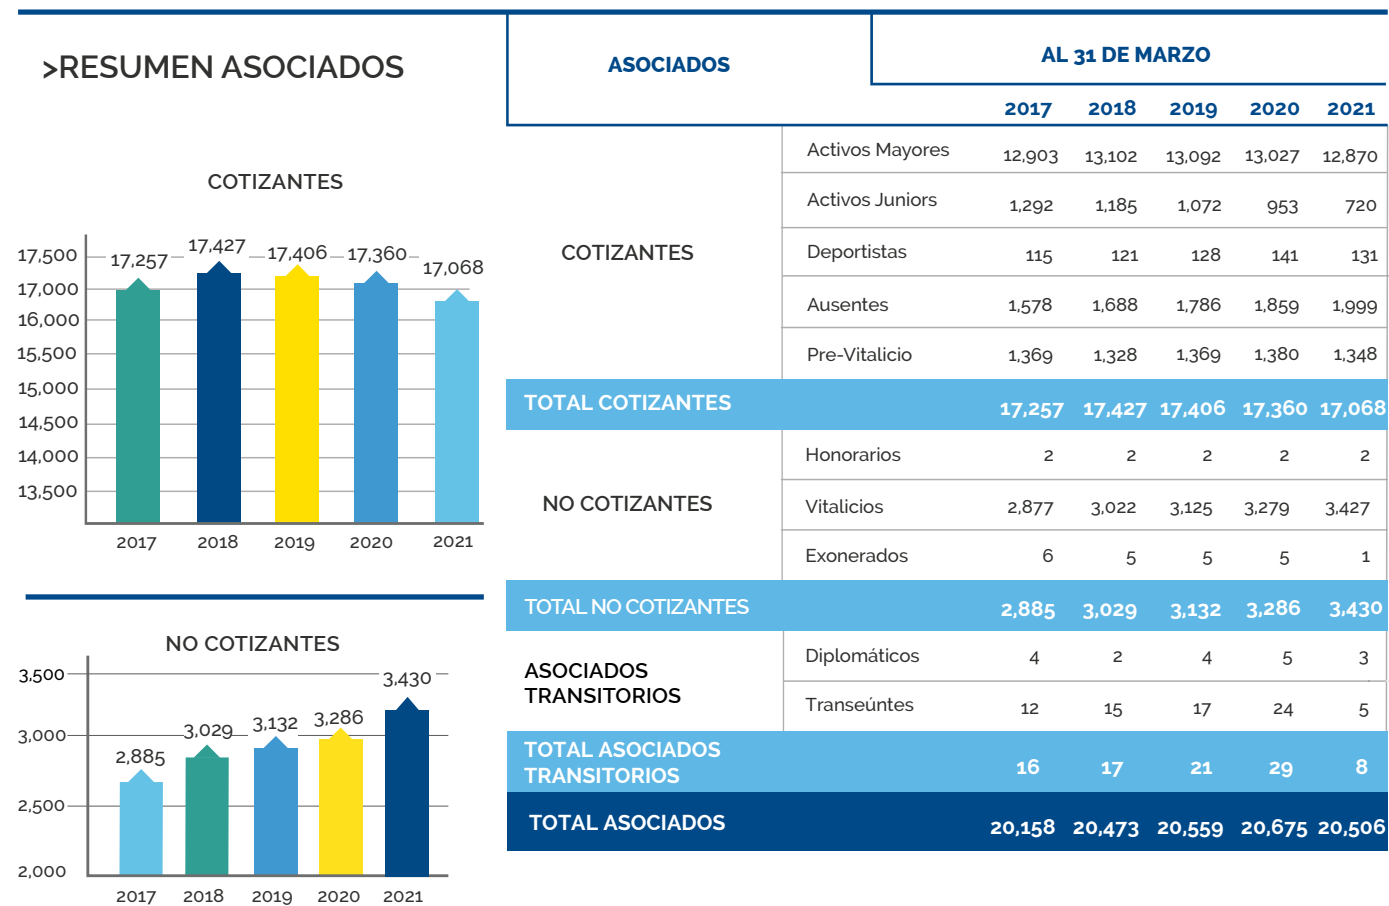 >RESUMEN ASOCIADOS
COTIZANTES
17,257 17,427 17,406 17,360 17,068
17,500
17,000
16,000
15,500
15,000
14,500
14,000
13,500
2017 2018 2019 2020 2021
NO COTIZANTES
2,885 3,029 3,132 3,286 3,430
3,500
3,000
2,500
2,000
2017 2018 2019 2020 2021
ASOCIADOS AL 31 DE MARZO
2017 2018 2019 2020 2021
COTIZANTES
Activos Mayores 12,903 13,102 13,092 13,027 12,870
Activos Juniors 1,292 1,185 1,072 953 720
Deportistas 115 121 128 141 131
Ausentes 1,578 1,688 1,786 1,859 1,999
Pre-Vitalicio 1,369 1,328 1,369 1,380 1,348
TOTAL COTIZANTES 17,257 17,427 17,406 17,360 17,068
NO COTIZANTES
Honorarios 2 2 2 2 2
Vitalicios 2,877 3,022 3,125 3,279 3,427
Exonerados 6 5 5 5 1
TOTAL NO COTIZANTES 2,885 3,029 3,132 3,286 3,430
ASOCIADOS
TRANSITORIOS
Diplomáticos 4 2 4 5 3
Transeúntes 12 15 17 24 5
TOTAL ASOCIADOS
TRANSITORIOS 16 17 21 29 8
TOTAL ASOCIADOS 20,158 20,473 20,559 20,675 20,506